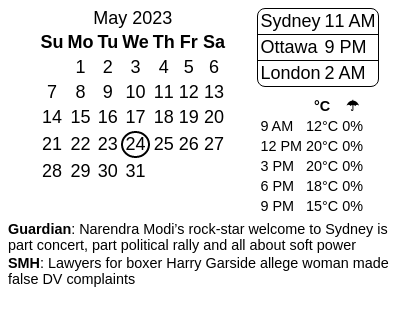 May 2023
Su Mo Tu We Th Fr Sa
1 2 3 4 5 6
7 8 9 10 11 12 13
14 15 16 17 18 19 20
21 22 23 24 25 26 27
28 29 30 31
Sydney 11 AM
Ottawa 9 PM
London 2 AM
°C ☂
9 AM 12°C 0%
12 PM 20°C 0%
3 PM 20°C 0%
6 PM 18°C 0%
9 PM 15°C 0%
Guardian: Narendra Modi’s rock-star welcome to Sydney is
part concert, part political rally and all about soft power
SMH: Lawyers for boxer Harry Garside allege woman made
false DV complaints